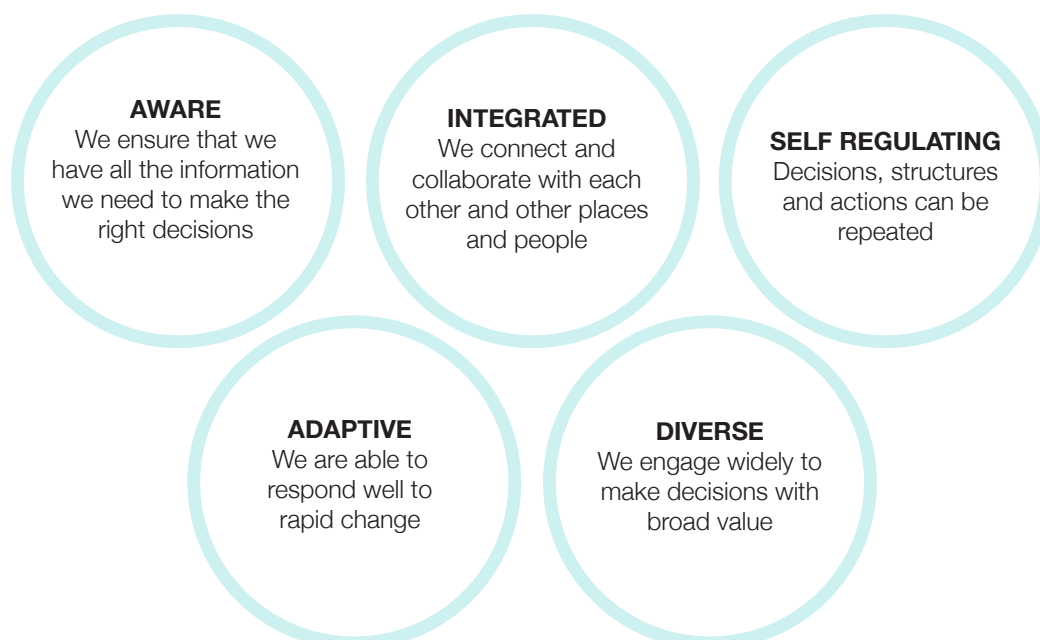 AWARE
We ensure that we
have all the information
we need to make the
right decisions
INTEGRATED
We connect and
collaborate with each
other and other places
and people
SELF REGULATING
Decisions, structures
and actions can be
repeated
ADAPTIVE
We are able to
respond well to
rapid change
DIVERSE
We engage widely to
make decisions with
broad value